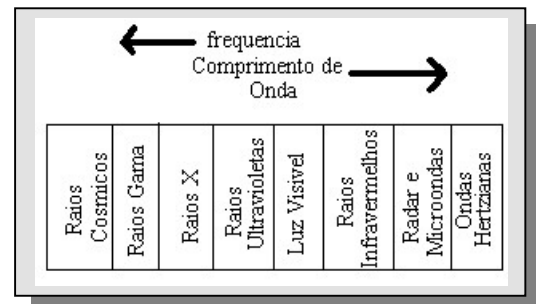 frequencia
Comprimento de
Onda
Raios
Cosmicos
Raios Gama
Raios X
Raios
Ultravioletas
Luz Visivel
Raios
Infravermelhos
Radar e
Microondas
Ondas
Hertzianas